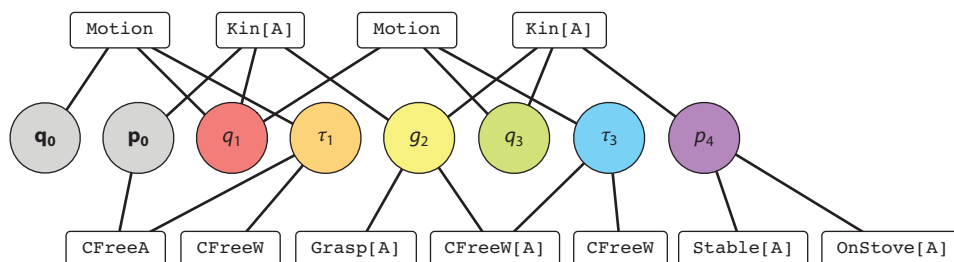 Motion Kin[A] Motion Kin[A]
q₀ p₀ q₁ τ₁ g₂ q₃ τ₃ p₄
CFreeA CFreeW Grasp[A] CFreeW[A] CFreeW Stable[A] OnStove[A]